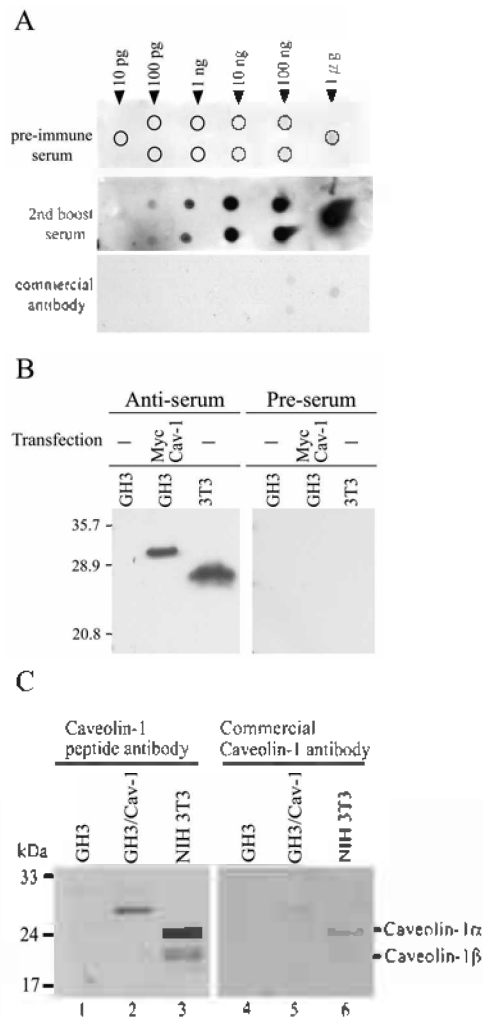 A
10 pg 100 pg 1 ng 10 ng 100 ng 1 μg
pre-immune
serum
2nd boost
serum
commercial
antibody
B
Anti-serum Pre-serum
Transfection – Myc Cav-1 – – Myc Cav-1 –
GH3 GH3 3T3 GH3 GH3 3T3
35.7
28.9
20.8
C
Caveolin-1
peptide antibody
Commercial
Caveolin-1 antibody
GH3 GH3/Cav-1 NIH 3T3 GH3 GH3/Cav-1 NIH 3T3
kDa
33
24
17
Caveolin-1α
Caveolin-1β
1 2 3 4 5 6